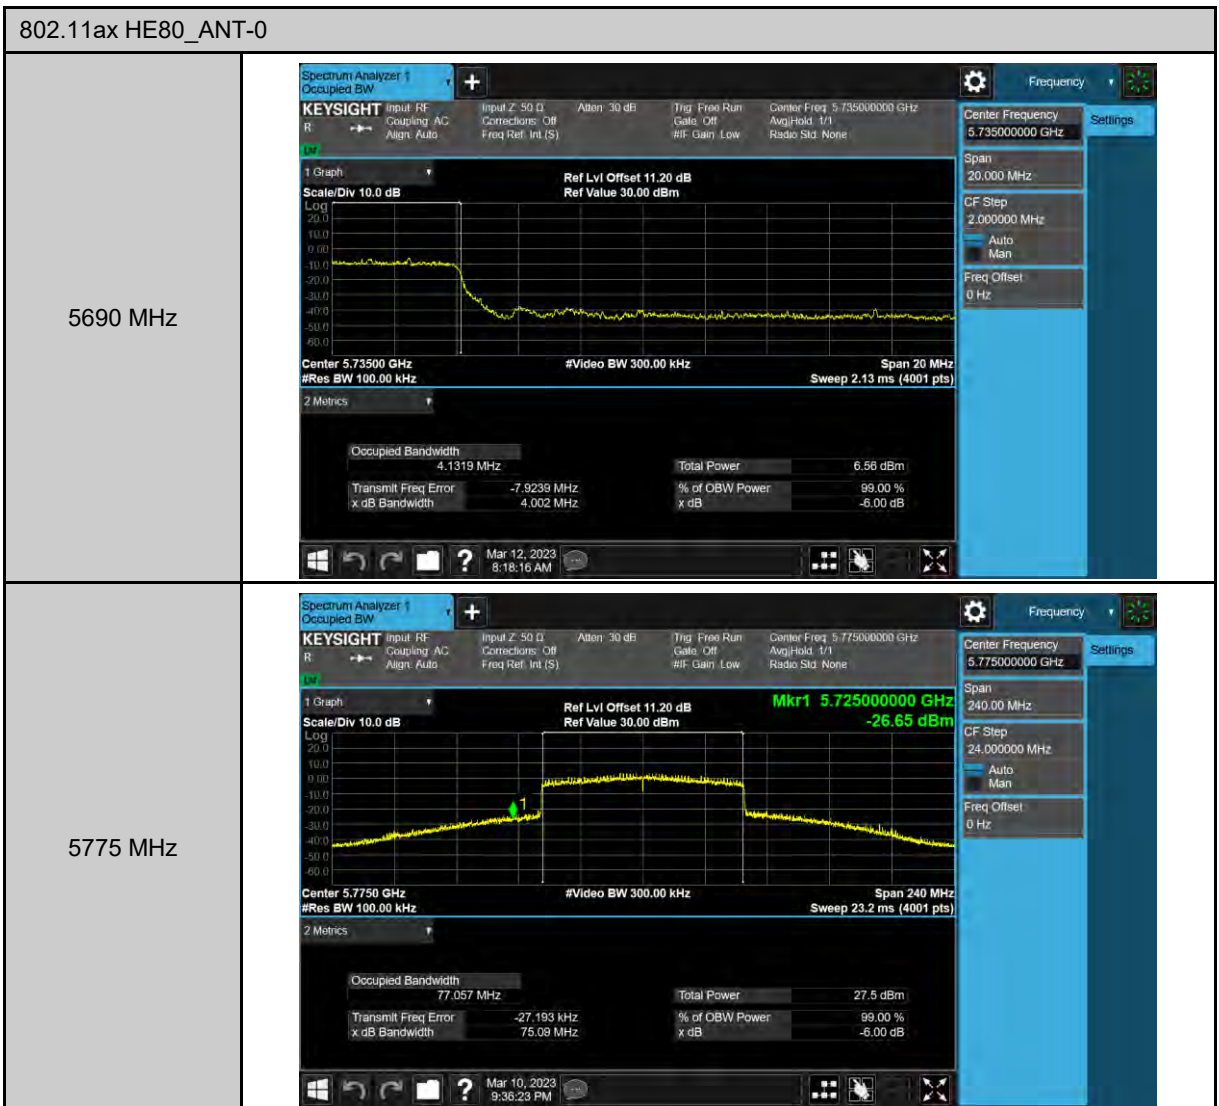 802.11ax HE80_ANT-0
5690 MHz
Spectrum Analyzer 1
Occupied BW
Frequency
KEYSIGHT Input: RF Input Z: 50 Ω Atten: 30 dB Trig: Free Run Center Freq: 5.735000000 GHz
R Coupling: AC Corrections: Off Gate: Off Avg|Hold: 1/1
Align: Auto Freq Ref: Int (S) #IF Gain: Low Radio Std: None
Center Frequency
5.735000000 GHz
Settings
Span
20.000 MHz
CF Step
2.000000 MHz
Auto
Man
Freq Offset
0 Hz
1 Graph
Ref Lvl Offset 11.20 dB
Scale/Div 10.0 dB Ref Value 30.00 dBm
Log
20.0
10.0
0.00
-10.0
-20.0
-30.0
-40.0
-50.0
-60.0
Center 5.73500 GHz #Video BW 300.00 kHz Span 20 MHz
#Res BW 100.00 kHz Sweep 2.13 ms (4001 pts)
2 Metrics
Occupied Bandwidth
4.1319 MHz Total Power 6.56 dBm
Transmit Freq Error -7.9239 MHz % of OBW Power 99.00 %
x dB Bandwidth 4.002 MHz x dB -6.00 dB
? Mar 12, 2023
8:18:16 AM
5775 MHz
Spectrum Analyzer 1
Occupied BW
Frequency
KEYSIGHT Input: RF Input Z: 50 Ω Atten: 30 dB Trig: Free Run Center Freq: 5.775000000 GHz
R Coupling: AC Corrections: Off Gate: Off Avg|Hold: 1/1
Align: Auto Freq Ref: Int (S) #IF Gain: Low Radio Std: None
Center Frequency
5.775000000 GHz
Settings
Span
240.00 MHz
CF Step
24.000000 MHz
Auto
Man
Freq Offset
0 Hz
1 Graph
Ref Lvl Offset 11.20 dB Mkr1 5.725000000 GHz
Scale/Div 10.0 dB Ref Value 30.00 dBm -26.65 dBm
Log
20.0
10.0
0.00
-10.0
-20.0
-30.0
-40.0
-50.0
-60.0
1
Center 5.7750 GHz #Video BW 300.00 kHz Span 240 MHz
#Res BW 100.00 kHz Sweep 23.2 ms (4001 pts)
2 Metrics
Occupied Bandwidth
77.057 MHz Total Power 27.5 dBm
Transmit Freq Error -27.193 kHz % of OBW Power 99.00 %
x dB Bandwidth 75.09 MHz x dB -6.00 dB
? Mar 10, 2023
9:36:23 PM